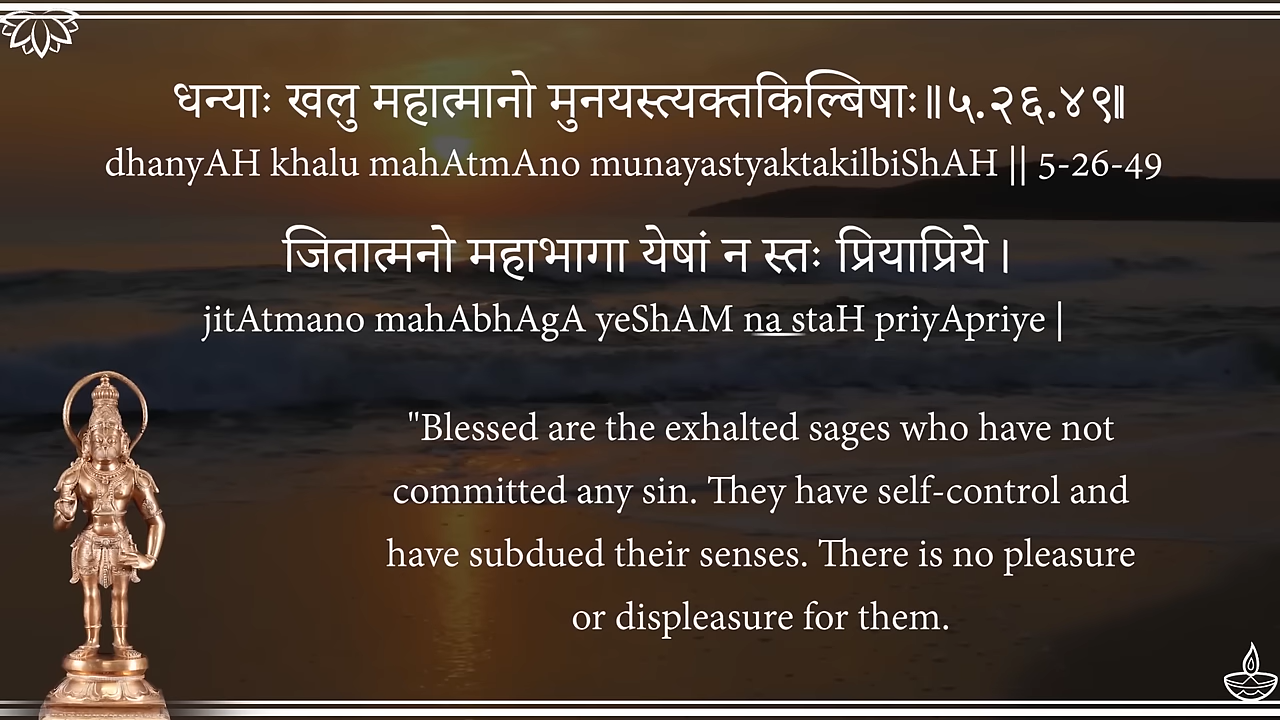 धन्याः खलु महात्मानो मुनयस्त्यक्तकिल्बिषाः॥५.२६.४९॥
dhanyAH khalu mahAtmAno munayastyaktakilbiShAH || 5-26-49
जितात्मनो महाभागा येषां न स्तः प्रियाप्रिये।
jitAtmano mahAbhAgA yeShAM na staH priyApriye |
"Blessed are the exhalted sages who have not
committed any sin. They have self-control and
have subdued their senses. There is no pleasure
or displeasure for them.